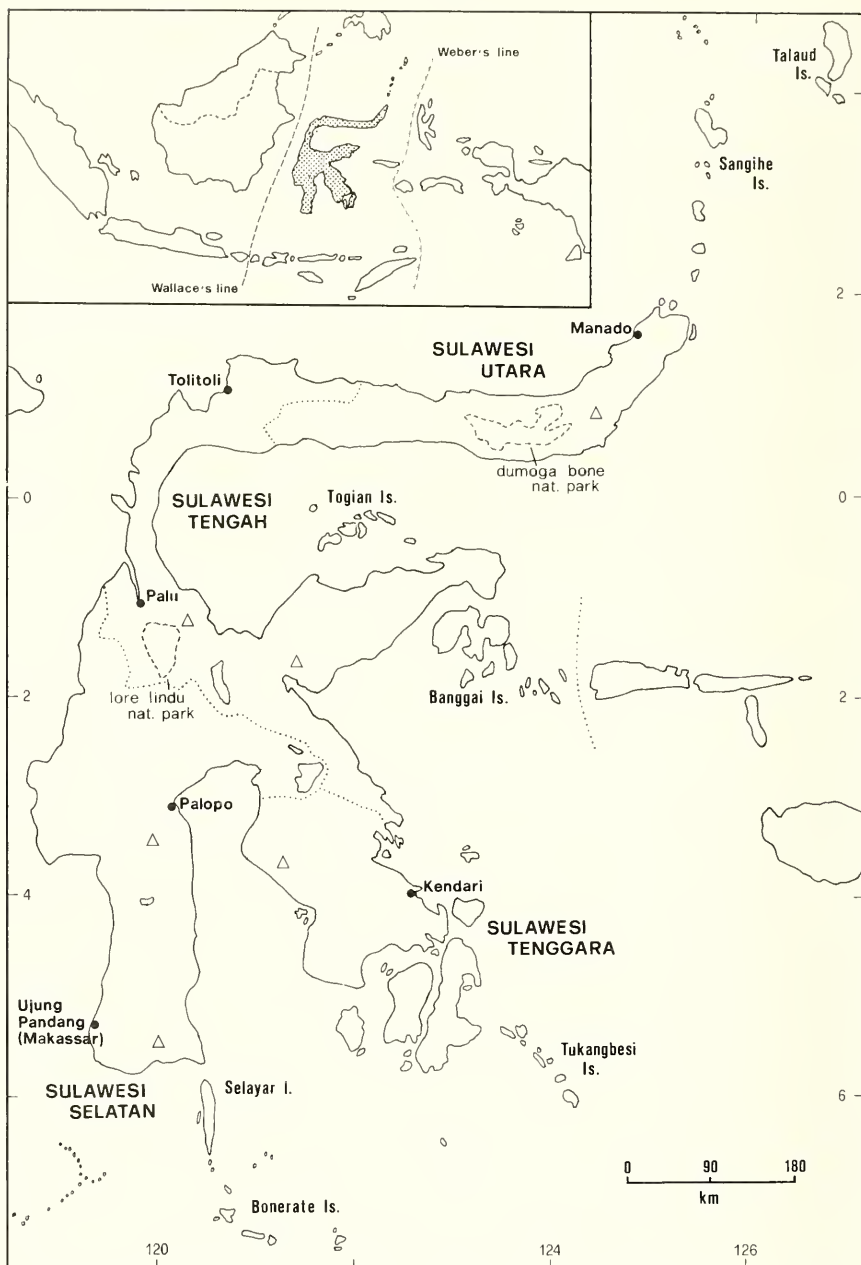 Weber's line
Wallace's line
Talaud
Is.
Sangihe
Is.
2
2
Manado
SULAWESI
UTARA
Tolitoli
dumoga bone
nat. park
0
0
SULAWESI
TENGAH
Togian Is.
Palu
lore lindu
nat. park
Banggai Is.
2
2
Palopo
4
4
Kendari
SULAWESI
TENGGARA
Ujung
Pandang
(Makassar)
Tukangbesi
Is.
SULAWESI
SELATAN
Selayar I.
6
Bonerate Is.
0 90 180
km
120
124
126